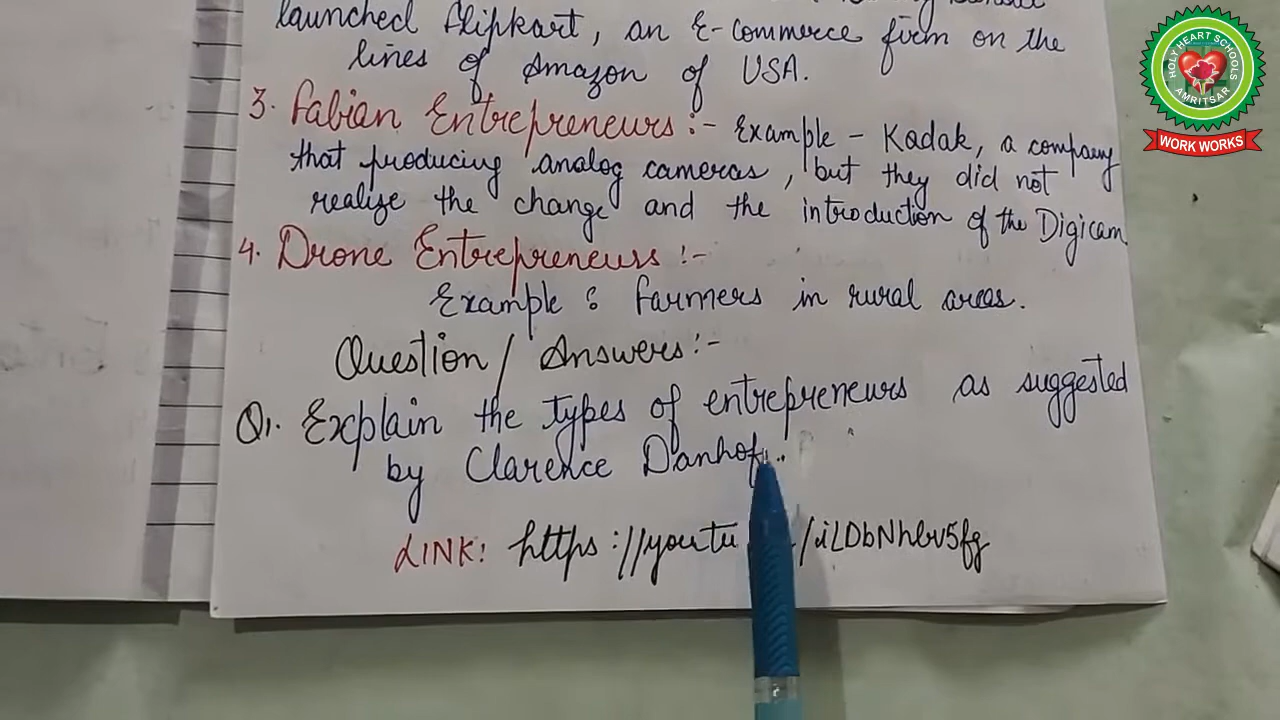 launched Flipkart, an E-commerce firm on the
lines of Amazon of USA.
3. Fabian Entrepreneurs :- Example - Kadak, a company
that producing analog cameras, but they did not
realize the change and the introduction of the Digicam
4. Drone Entrepreneurs :-
Example : Farmers in rural areas.
Question / Answers :-
Q1. Explain the types of entrepreneurs as suggested
by Clarence Danhof..
LINK: https://youtu
HOLY HEART SCHOOLS
AMRITSAR
WORK WORKS